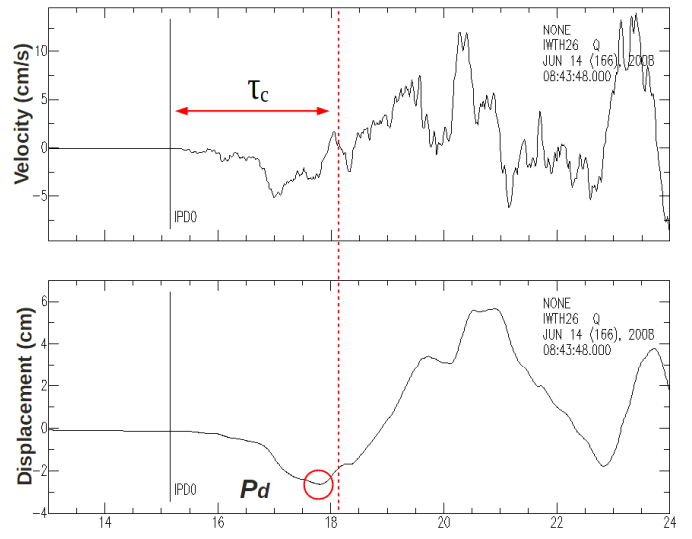 10
5
0
−5
Velocity (cm/s)
τc
IPD0
NONE
IWTH26 Q
JUN 14 (166), 2008
08:43:48.000
6
4
2
0
−2
−4
Displacement (cm)
Pd
IPD0
NONE
IWTH26 Q
JUN 14 (166), 2008
08:43:48.000
14 16 18 20 22 24